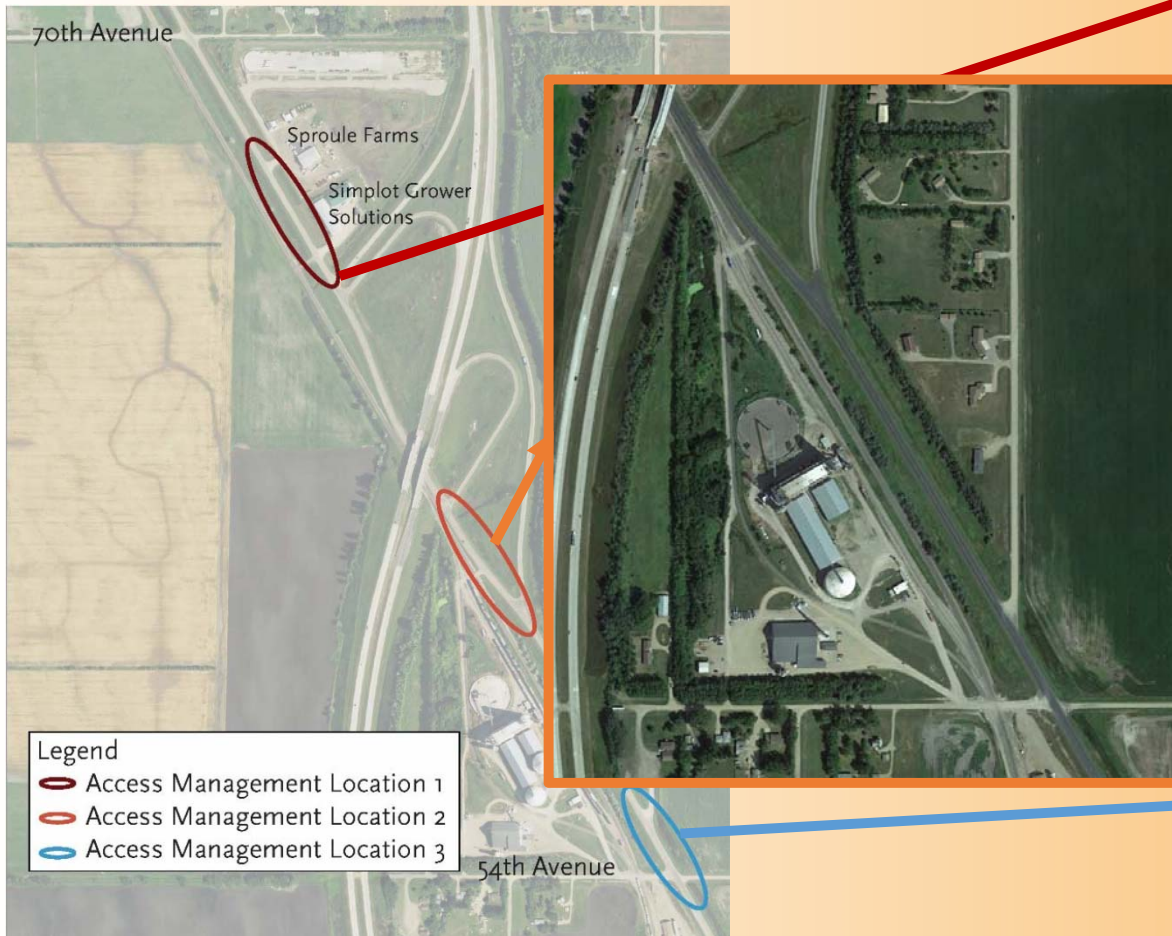 70th Avenue
Sproule Farms
Simplot Grower
Solutions
Legend
Access Management Location 1
Access Management Location 2
Access Management Location 3
54th Avenue